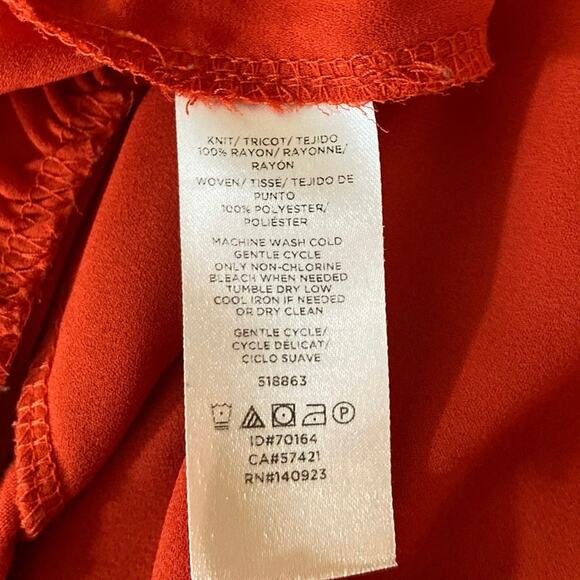 KNIT/ TRICOT/ TEJIDO
100% RAYON/ RAYONNE/
RAYÓN
WOVEN/ TISSÉ/ TEJIDO DE
PUNTO
100% POLYESTER/
POLIÉSTER
MACHINE WASH COLD
GENTLE CYCLE
ONLY NON-CHLORINE
BLEACH WHEN NEEDED
TUMBLE DRY LOW
COOL IRON IF NEEDED
OR DRY CLEAN
GENTLE CYCLE/
CYCLE DÉLICAT/
CICLO SUAVE
518863
P
ID#70164
CA#57421
RN#140923